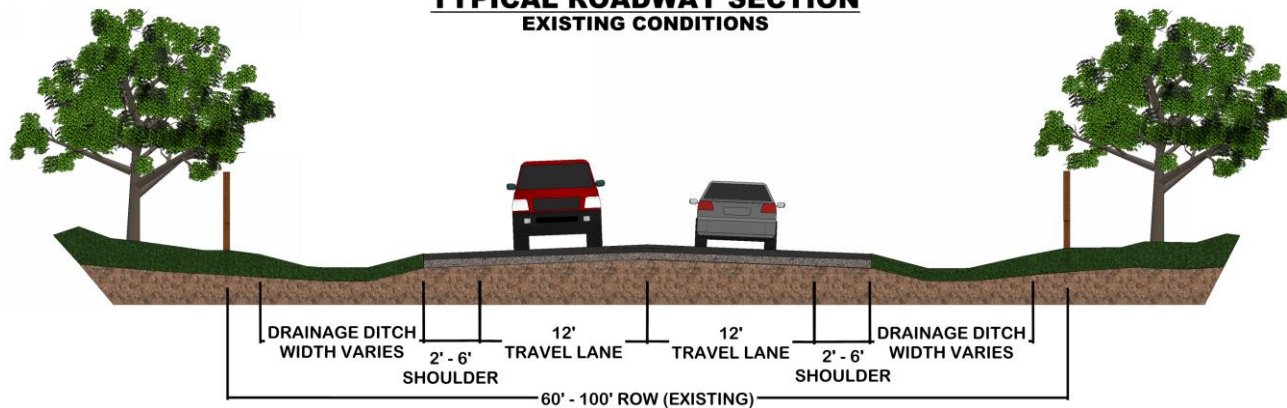 TYPICAL ROADWAY SECTION
EXISTING CONDITIONS
DRAINAGE DITCH
WIDTH VARIES
2' - 6'
SHOULDER
12'
TRAVEL LANE
12'
TRAVEL LANE
2' - 6'
SHOULDER
DRAINAGE DITCH
WIDTH VARIES
60' - 100' ROW (EXISTING)